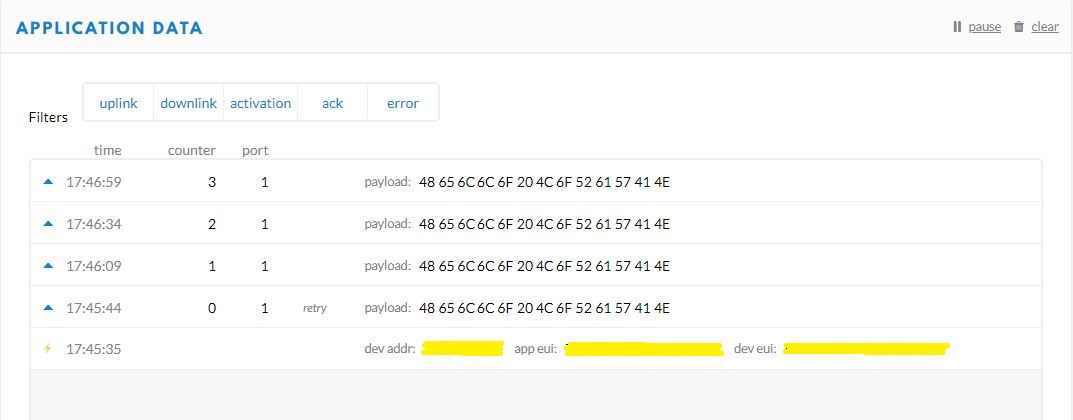 APPLICATION DATA
pause clear
Filters uplink downlink activation ack error
time counter port
17:46:59 3 1 payload: 48 65 6C 6C 6F 20 4C 6F 52 61 57 41 4E
17:46:34 2 1 payload: 48 65 6C 6C 6F 20 4C 6F 52 61 57 41 4E
17:46:09 1 1 payload: 48 65 6C 6C 6F 20 4C 6F 52 61 57 41 4E
17:45:44 0 1 retry payload: 48 65 6C 6C 6F 20 4C 6F 52 61 57 41 4E
17:45:35 dev addr: app eui: dev eui: